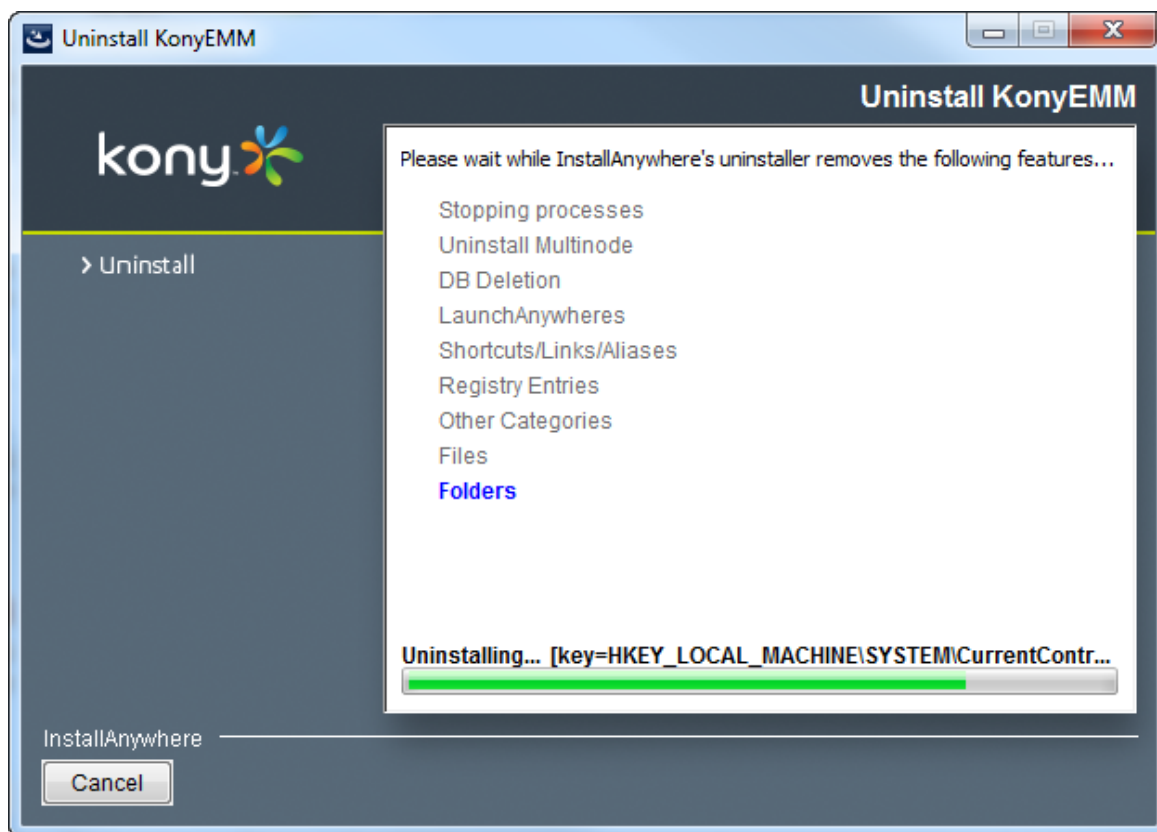 Uninstall KonyEMM
Uninstall KonyEMM
kony
Please wait while InstallAnywhere's uninstaller removes the following features...
Stopping processes
Uninstall Multinode
DB Deletion
LaunchAnywheres
Shortcuts/Links/Aliases
Registry Entries
Other Categories
Files
Folders
> Uninstall
Uninstalling... [key=HKEY_LOCAL_MACHINE\SYSTEM\CurrentContr...
InstallAnywhere
Cancel